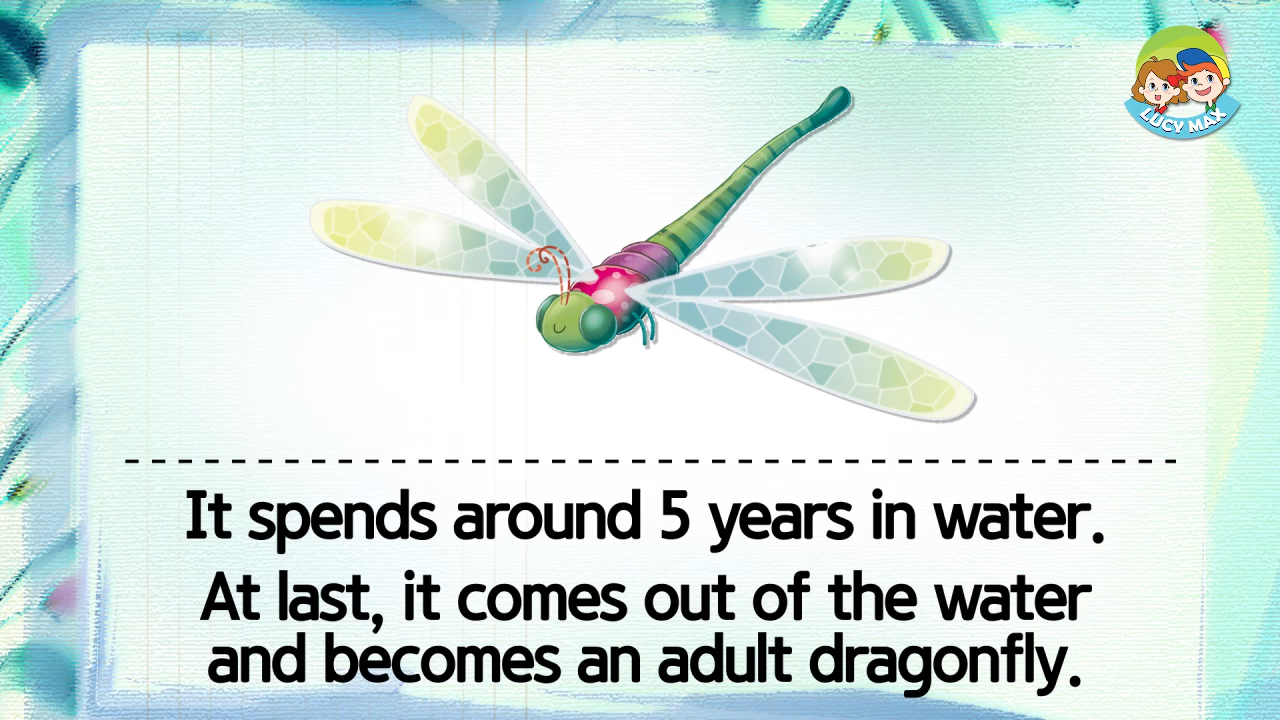 LUCY MAX
It spends around 5 years in water.
At last, it comes out of the water
and becomes an adult dragonfly.